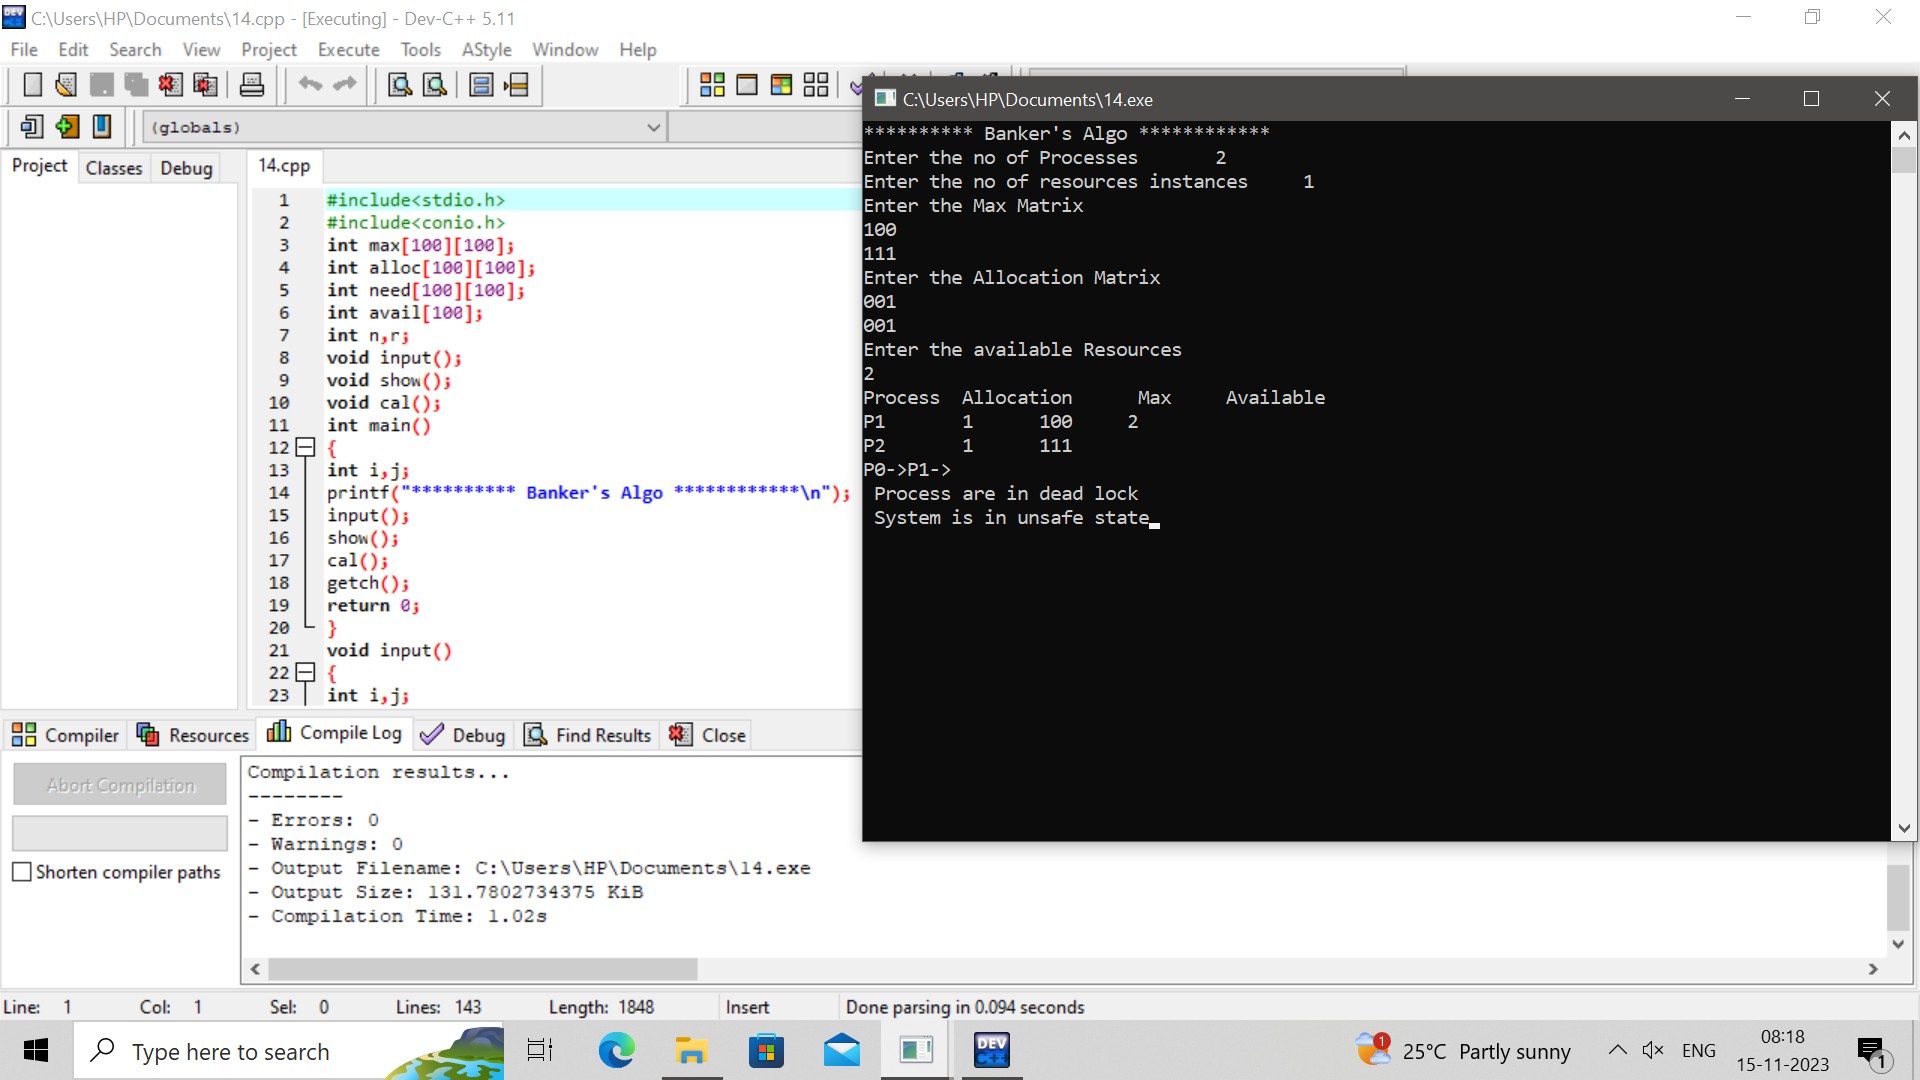 C:\Users\HP\Documents\14.cpp - [Executing] - Dev-C++ 5.11
File Edit Search View Project Execute Tools AStyle Window Help
(globals)
Project Classes Debug
14.cpp
1 #include<stdio.h>
2 #include<conio.h>
3 int max[100][100];
4 int alloc[100][100];
5 int need[100][100];
6 int avail[100];
7 int n,r;
8 void input();
9 void show();
10 void cal();
11 int main()
12 {
13 int i,j;
14 printf("********** Banker's Algo ************\n");
15 input();
16 show();
17 cal();
18 getch();
19 return 0;
20 }
21 void input()
22 {
23 int i,j;
C:\Users\HP\Documents\14.exe
********** Banker's Algo ************
Enter the no of Processes 2
Enter the no of resources instances 1
Enter the Max Matrix
100
111
Enter the Allocation Matrix
001
001
Enter the available Resources
2
Process Allocation Max Available
P1 1 100 2
P2 1 111
P0->P1->
Process are in dead lock
System is in unsafe state
Compiler Resources Compile Log Debug Find Results Close
Abort Compilation
Shorten compiler paths
Compilation results...
--------
- Errors: 0
- Warnings: 0
- Output Filename: C:\Users\HP\Documents\14.exe
- Output Size: 131.7802734375 KiB
- Compilation Time: 1.02s
Line: 1 Col: 1 Sel: 0 Lines: 143 Length: 1848 Insert Done parsing in 0.094 seconds
Type here to search
DEV C++
1
25°C Partly sunny
ENG
08:18
15-11-2023
1